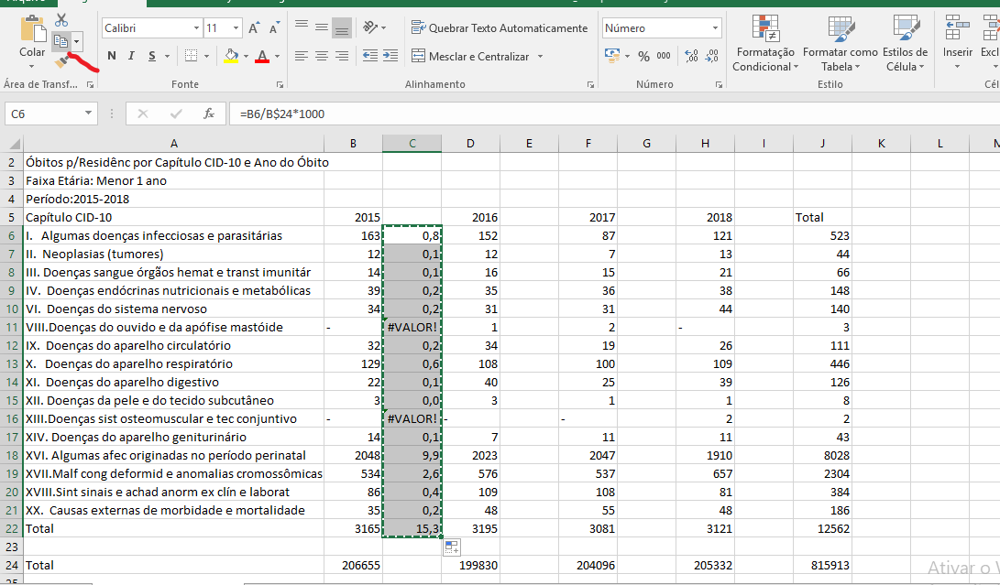 Calibri 11 Quebrar Texto Automaticamente Número
Colar N I S Mesclar e Centralizar % 000 Formatação Condicional Formatar como Tabela Estilos de Célula Inserir Excl
Área de Transf... Fonte Alinhamento Número Estilo Cél
C6 fx =B6/B$24*1000
A B C D E F G H I J K L M
2 Óbitos p/Residênc por Capítulo CID-10 e Ano do Óbito
3 Faixa Etária: Menor 1 ano
4 Período:2015-2018
5 Capítulo CID-10 2015 2016 2017 2018 Total
6 I. Algumas doenças infecciosas e parasitárias 163 0,8 152 87 121 523
7 II. Neoplasias (tumores) 12 0,1 12 7 13 44
8 III. Doenças sangue órgãos hemat e transt imunitár 14 0,1 16 15 21 66
9 IV. Doenças endócrinas nutricionais e metabólicas 39 0,2 35 36 38 148
10 VI. Doenças do sistema nervoso 34 0,2 31 31 44 140
11 VIII.Doenças do ouvido e da apófise mastóide - #VALOR! 1 2 - 3
12 IX. Doenças do aparelho circulatório 32 0,2 34 19 26 111
13 X. Doenças do aparelho respiratório 129 0,6 108 100 109 446
14 XI. Doenças do aparelho digestivo 22 0,1 40 25 39 126
15 XII. Doenças da pele e do tecido subcutâneo 3 0,0 3 1 1 8
16 XIII.Doenças sist osteomuscular e tec conjuntivo - #VALOR! - - 2 2
17 XIV. Doenças do aparelho geniturinário 14 0,1 7 11 11 43
18 XVI. Algumas afec originadas no período perinatal 2048 9,9 2023 2047 1910 8028
19 XVII.Malf cong deformid e anomalias cromossômicas 534 2,6 576 537 657 2304
20 XVIII.Sint sinais e achad anorm ex clín e laborat 86 0,4 109 108 81 384
21 XX. Causas externas de morbidade e mortalidade 35 0,2 48 55 48 186
22 Total 3165 15,3 3195 3081 3121 12562
23
24 Total 206655 199830 204096 205332 815913
Ativar o